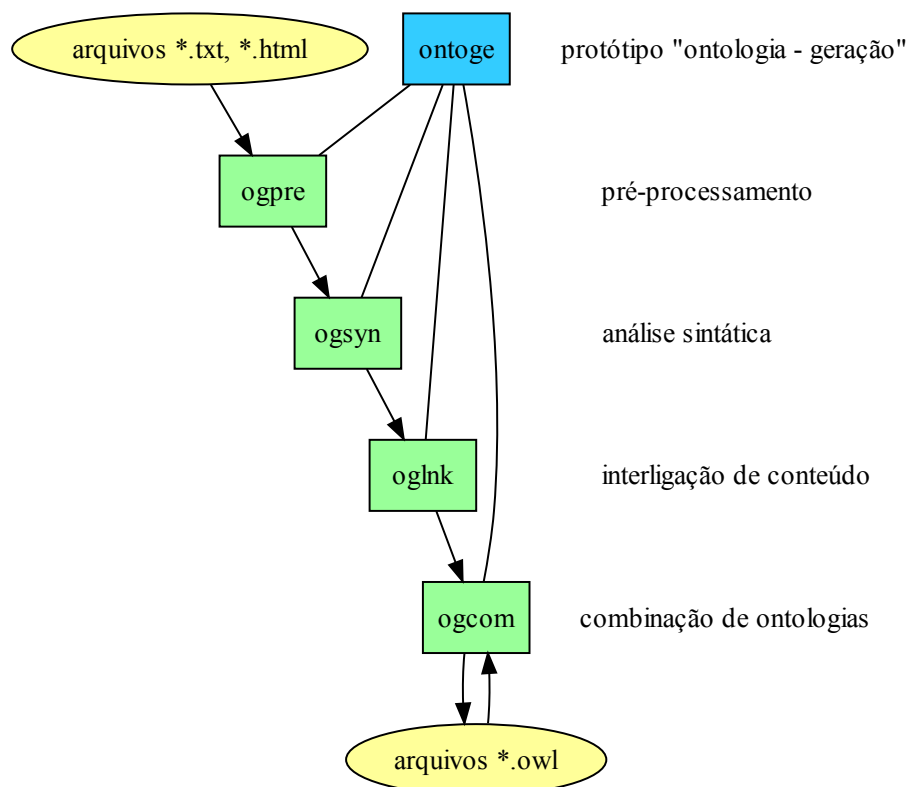 arquivos *.txt, *.html
ontoge
protótipo "ontologia - geração"
ogpre
pré-processamento
ogsyn
análise sintática
oglnk
interligação de conteúdo
ogcom
combinação de ontologias
arquivos *.owl